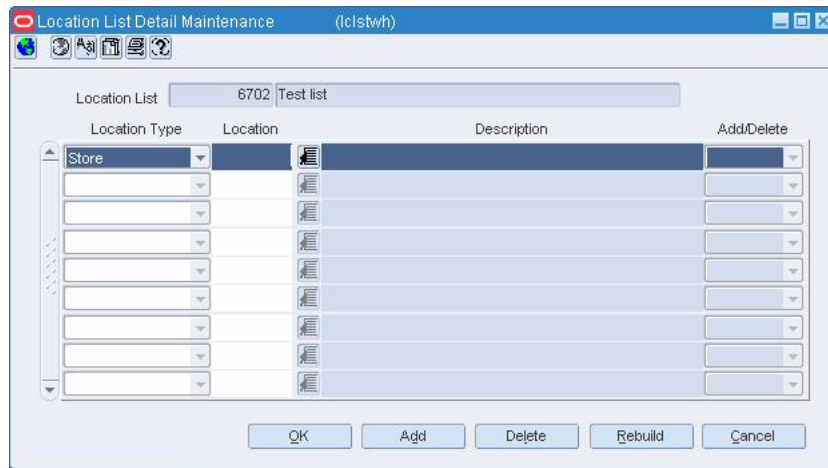 Location List Detail Maintenance (lclstwh)
Location List 6702 Test list
Location Type Location Description Add/Delete
Store
OK Add Delete Rebuild Cancel